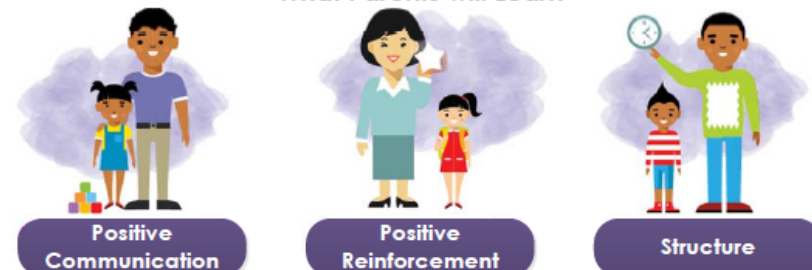 Positive
Communication
Positive
Reinforcement
Structure